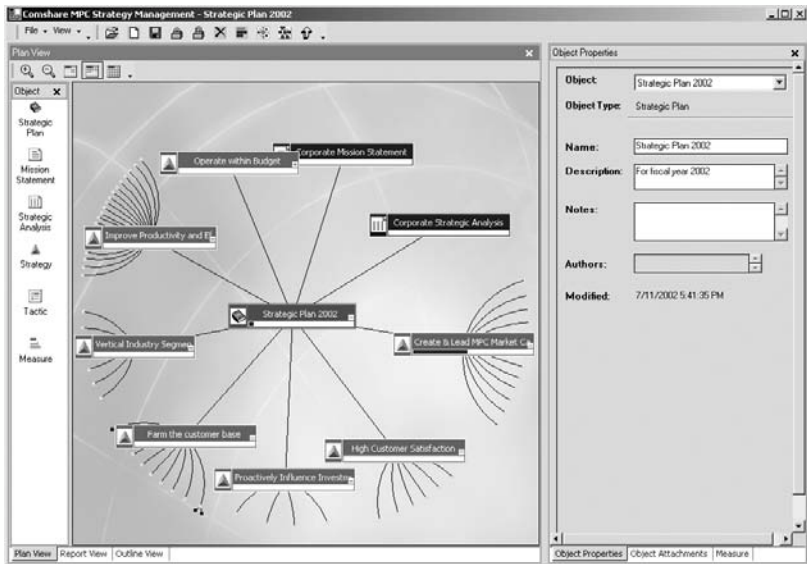 Comshare MPC Strategy Management - Strategic Plan 2002
File View
Plan View
Object
Strategic Plan
Mission Statement
Strategic Analysis
Strategy
Tactic
Measure
Operate within Budget
Corporate Mission Statement
Improve Productivity and
Corporate Strategic Analysis
Strategic Plan 2002
Vertical Industry Segmen
Create & Lead MPC Market Ca
Farm the customer base
High Customer Satisfaction
Proactively Influence Investm
Plan View Report View Outline View
Object Properties
Object: Strategic Plan 2002
Object Type: Strategic Plan
Name: Strategic Plan 2002
Description: For fiscal year 2002
Notes:
Authors:
Modified: 7/11/2002 5:41:35 PM
Object Properties Object Attachments Measure